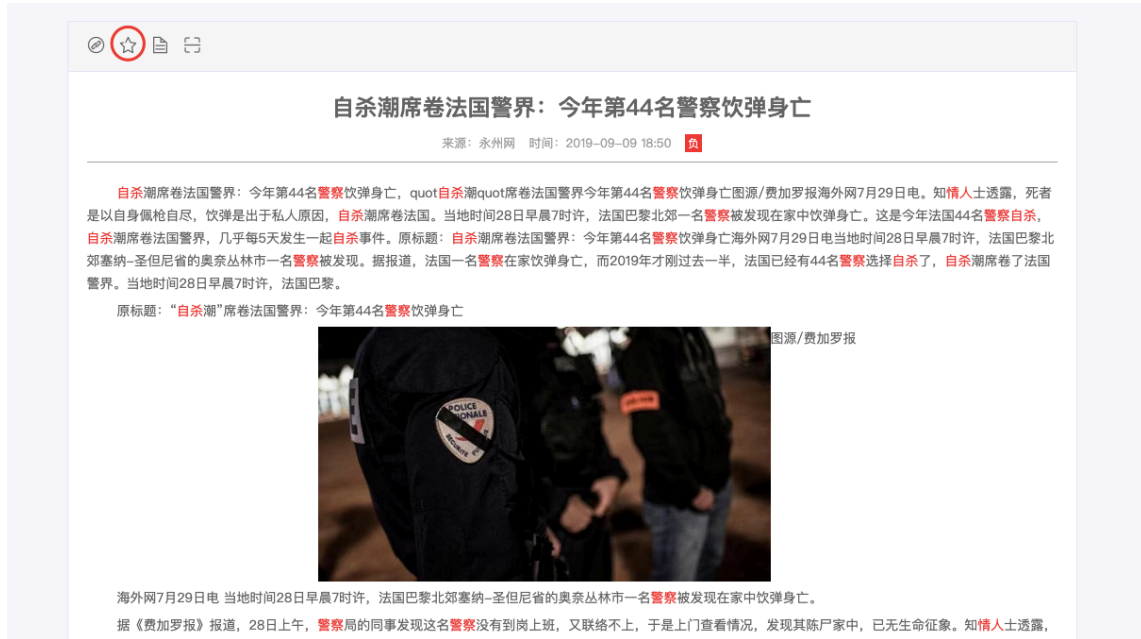 自杀潮席卷法国警界：今年第44名警察饮弹身亡
来源：永州网 时间：2019-09-09 18:50 负
自杀潮席卷法国警界：今年第44名警察饮弹身亡，quot自杀潮quot席卷法国警界今年第44名警察饮弹身亡图源/费加罗报海外网7月29日电。知情人士透露，死者
是以自身佩枪自尽，饮弹是出于私人原因，自杀潮席卷法国。当地时间28日早晨7时许，法国巴黎北郊一名警察被发现在家中饮弹身亡。这是今年法国44名警察自杀，
自杀潮席卷法国警界，几乎每5天发生一起自杀事件。原标题：自杀潮席卷法国警界：今年第44名警察饮弹身亡海外网7月29日电当地时间28日早晨7时许，法国巴黎北
郊塞纳-圣但尼省的奥奈丛林市一名警察被发现。据报道，法国一名警察在家饮弹身亡，而2019年才刚过去一半，法国已经有44名警察选择自杀了，自杀潮席卷了法国
警界。当地时间28日早晨7时许，法国巴黎。
原标题：“自杀潮”席卷法国警界：今年第44名警察饮弹身亡
图源/费加罗报
POLICE
NATIONALE
SECURITE
E
海外网7月29日电 当地时间28日早晨7时许，法国巴黎北郊塞纳-圣但尼省的奥奈丛林市一名警察被发现在家中饮弹身亡。
据《费加罗报》报道，28日上午，警察局的同事发现这名警察没有到岗上班，又联络不上，于是上门查看情况，发现其陈尸家中，已无生命征象。知情人士透露，